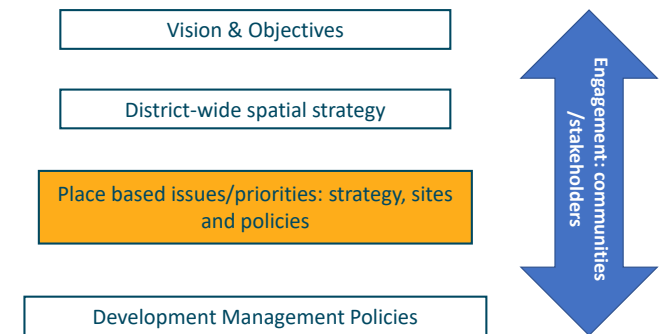 Vision & Objectives
District-wide spatial strategy
Place based issues/priorities: strategy, sites
and policies
Development Management Policies
Engagement: communities
/stakeholders